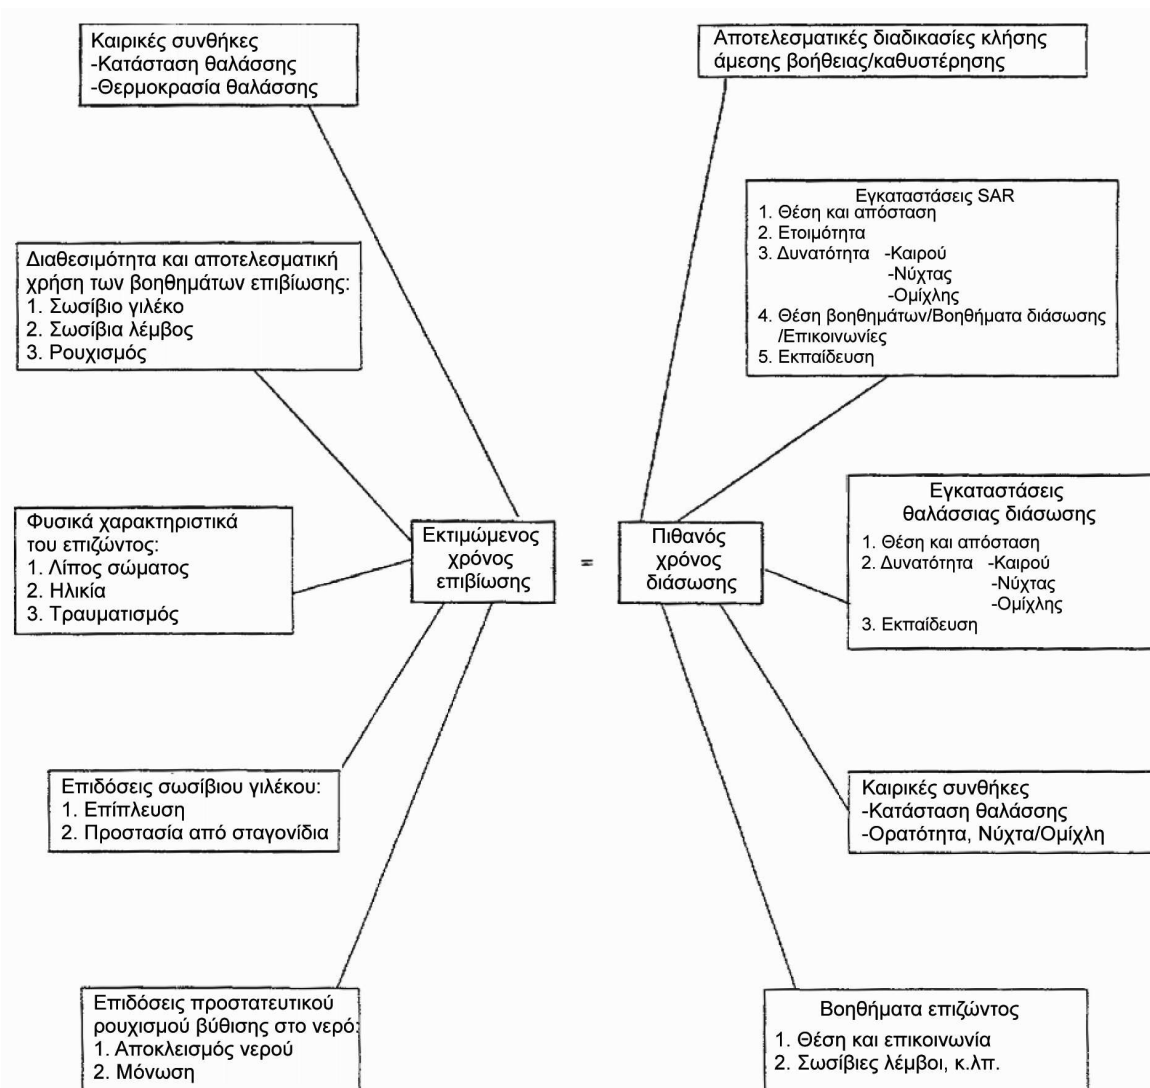 Καιρικές συνθήκες
-Κατάσταση θαλάσσης
-Θερμοκρασία θαλάσσης
Αποτελεσματικές διαδικασίες κλήσης
άμεσης βοήθειας/καθυστέρησης
Διαθεσιμότητα και αποτελεσματική
χρήση των βοηθημάτων επιβίωσης:
1. Σωσίβιο γιλέκο
2. Σωσίβια λέμβος
3. Ρουχισμός
Εγκαταστάσεις SAR
1. Θέση και απόσταση
2. Ετοιμότητα
3. Δυνατότητα -Καιρού
-Νύχτας
-Ομίχλης
4. Θέση βοηθημάτων/Βοηθήματα διάσωσης
/Επικοινωνίες
5. Εκπαίδευση
Φυσικά χαρακτηριστικά
του επιζώντος:
1. Λίπος σώματος
2. Ηλικία
3. Τραυματισμός
Εκτιμώμενος
χρόνος
επιβίωσης
=
Πιθανός
χρόνος
διάσωσης
Εγκαταστάσεις
θαλάσσιας διάσωσης
1. Θέση και απόσταση
2. Δυνατότητα -Καιρού
-Νύχτας
-Ομίχλης
3. Εκπαίδευση
Επιδόσεις σωσίβιου γιλέκου:
1. Επίπλευση
2. Προστασία από σταγονίδια
Καιρικές συνθήκες
-Κατάσταση θαλάσσης
-Ορατότητα, Νύχτα/Ομίχλη
Επιδόσεις προστατευτικού
ρουχισμού βύθισης στο νερό:
1. Αποκλεισμός νερού
2. Μόνωση
Βοηθήματα επιζώντος
1. Θέση και επικοινωνία
2. Σωσίβιες λέμβοι, κ.λπ.